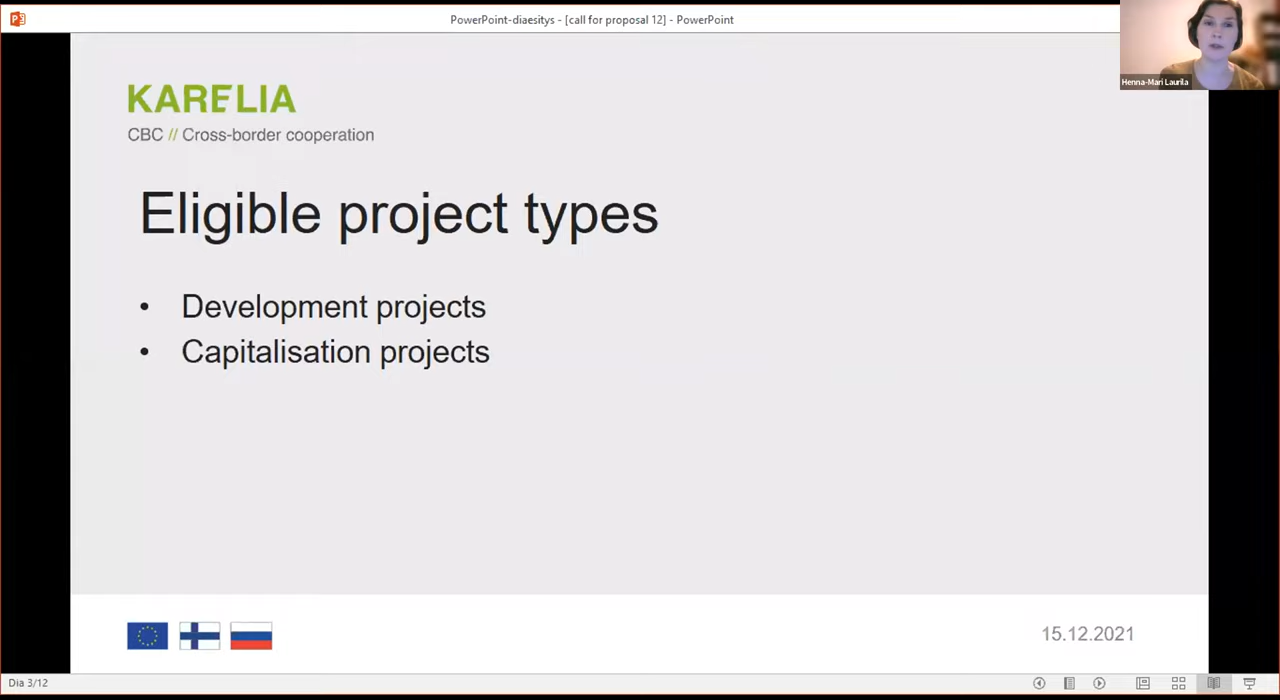 PowerPoint-diaesitys - [call for proposal 12] - PowerPoint
Henna-Mari Laurila
KARELIA
CBC // Cross-border cooperation
Eligible project types
• Development projects
• Capitalisation projects
15.12.2021
Dia 3/12